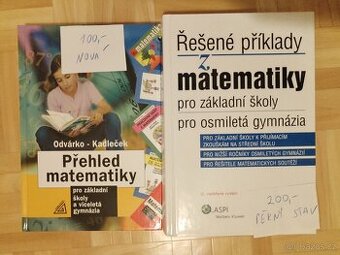 100,-
NOVÁ
Odvárko - Kadleček
Přehled
matematiky
pro základní
školy
a víceletá
gymnázia
Řešené příklady
z
matematiky
pro základní školy
pro osmiletá gymnázia
PRO ZÁKLADNÍ ŠKOLY K PŘIJÍMACÍM
ZKOUŠKÁM NA STŘEDNÍ ŠKOLU
PRO NIŽŠÍ ROČNÍKY OSMILETÝCH GYMNÁZIÍ
PRO ŘEŠITELE MATEMATICKÝCH SOUTĚŽÍ
ASPI
Wolters Kluwer
200,-
PĚKNÝ STAV